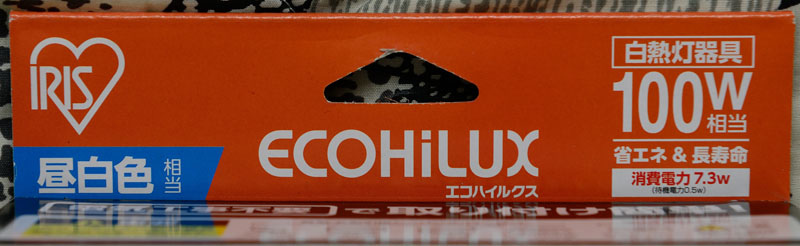 IRIS
昼白色 相当
ECOHiLUX
エコハイルクス
白熱灯器具
100W
相当
省エネ & 長寿命
消費電力 7.3w
(待機電力0.5w)